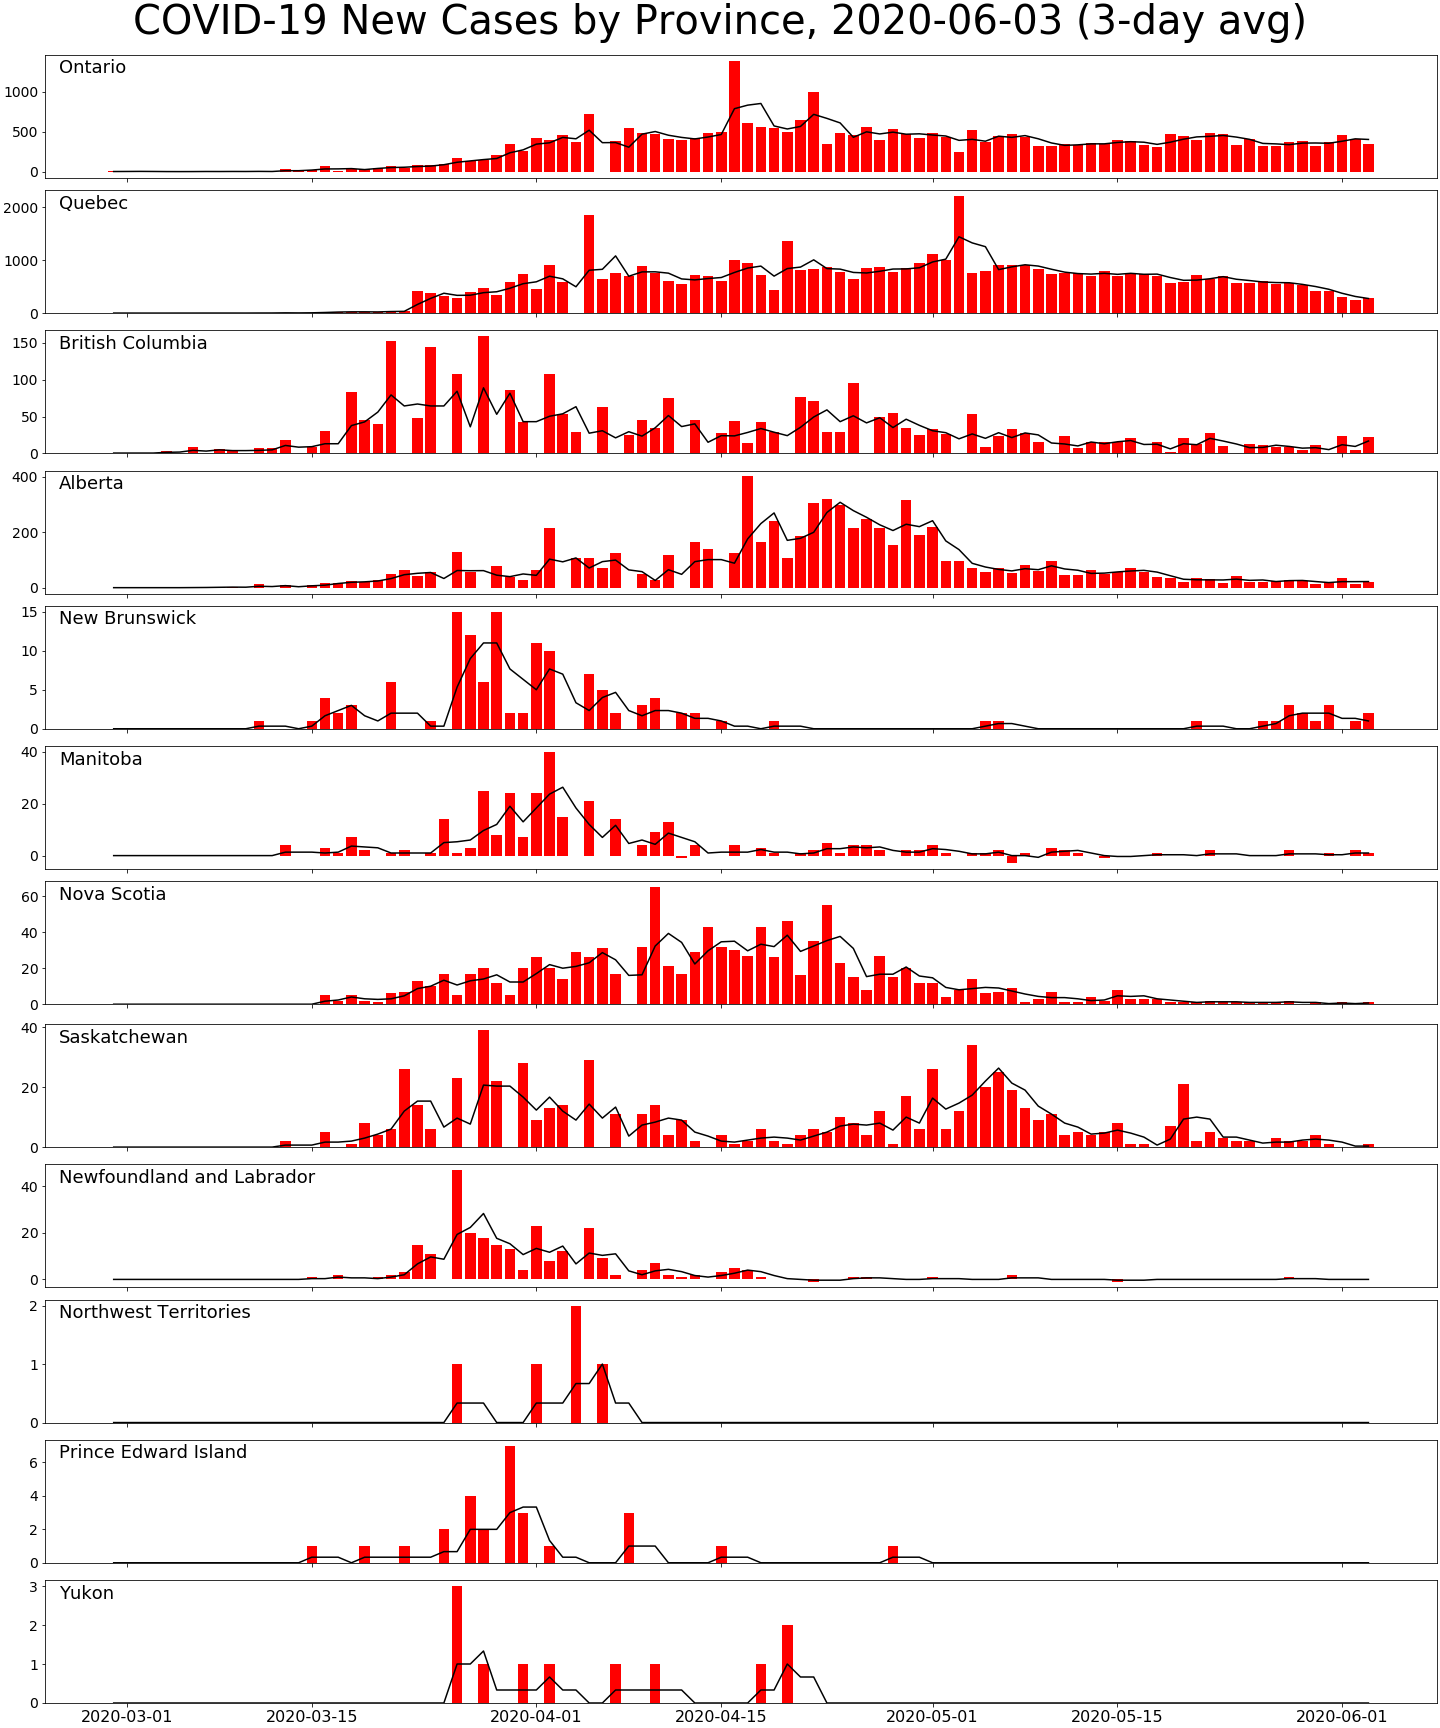 COVID-19 New Cases by Province, 2020-06-03 (3-day avg)
Ontario
1000
500
0
Quebec
2000
1000
0
British Columbia
150
100
50
0
Alberta
400
200
0
New Brunswick
15
10
5
0
Manitoba
40
20
0
Nova Scotia
60
40
20
0
Saskatchewan
40
20
0
Newfoundland and Labrador
40
20
0
Northwest Territories
2
1
0
Prince Edward Island
6
4
2
0
Yukon
3
2
1
0
2020-03-01 2020-03-15 2020-04-01 2020-04-15 2020-05-01 2020-05-15 2020-06-01